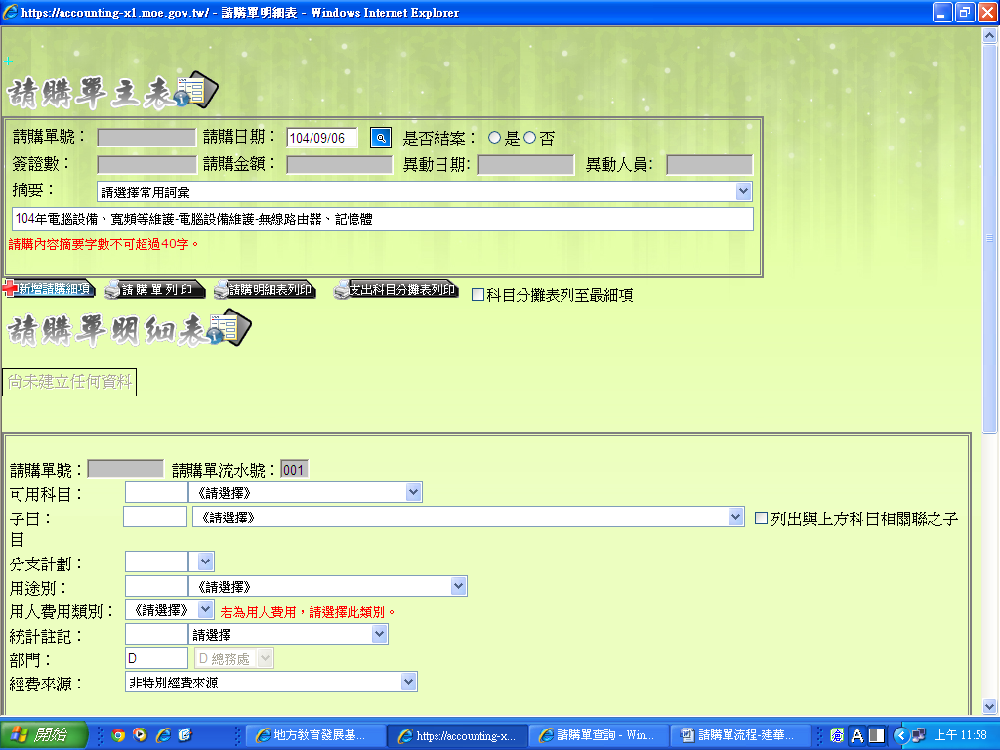 https://accounting-x1.moe.gov.tw/ - 請購單明細表 - Windows Internet Explorer
請購單主表
請購單號： 請購日期： 104/09/06 是否結案： 是 否
簽證數： 請購金額： 異動日期: 異動人員:
摘要： 請選擇常用詞彙
104年電腦設備、寬頻等維護-電腦設備維護-無線路由器、記憶體
請購內容摘要字數不可超過40字。
新增請購細項 請購單列印 請購明細表列印 支出科目分攤表列印 科目分攤表列至最細項
請購單明細表
尚未建立任何資料
請購單號： 請購單流水號： 001
可用科目： 《請選擇》
子目： 《請選擇》 列出與上方科目相關聯之子
目
分支計劃：
用途別： 《請選擇》
用人費用類別： 《請選擇》 若為用人費用，請選擇此類別。
統計註記： 請選擇
部門： D D 總務處
經費來源： 非特別經費來源
開始 地方教育發展基... https://accounting-x... 請購單查詢 - Win... 請購單流程-建華... 倉 A 上午 11:58